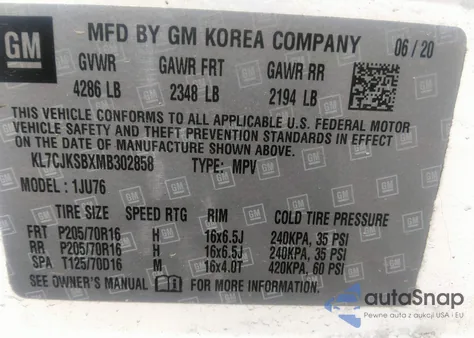 GM
MFD BY GM KOREA COMPANY 06/20
GVWR GAWR FRT GAWR RR
4286 LB 2348 LB 2194 LB
THIS VEHICLE CONFORMS TO ALL APPLICABLE U.S. FEDERAL MOTOR
VEHICLE SAFETY AND THEFT PREVENTION STANDARDS IN EFFECT
ON THE DATE OF MANUFACTURE SHOWN ABOVE.
KL7CJKSBXMB302858 TYPE: MPV
MODEL: 1JU76
TIRE SIZE SPEED RTG RIM COLD TIRE PRESSURE
FRT P205/70R16 H 16x6.5J 240KPA, 35 PSI
RR P205/70R16 H 16x6.5J 240KPA, 35 PSI
SPA T125/70D16 M 16x4.0T 420KPA, 60 PSI
SEE OWNER'S MANUAL FOR MORE INFORMATION.
autoSnap
Pewne auta z aukcji USA i EU